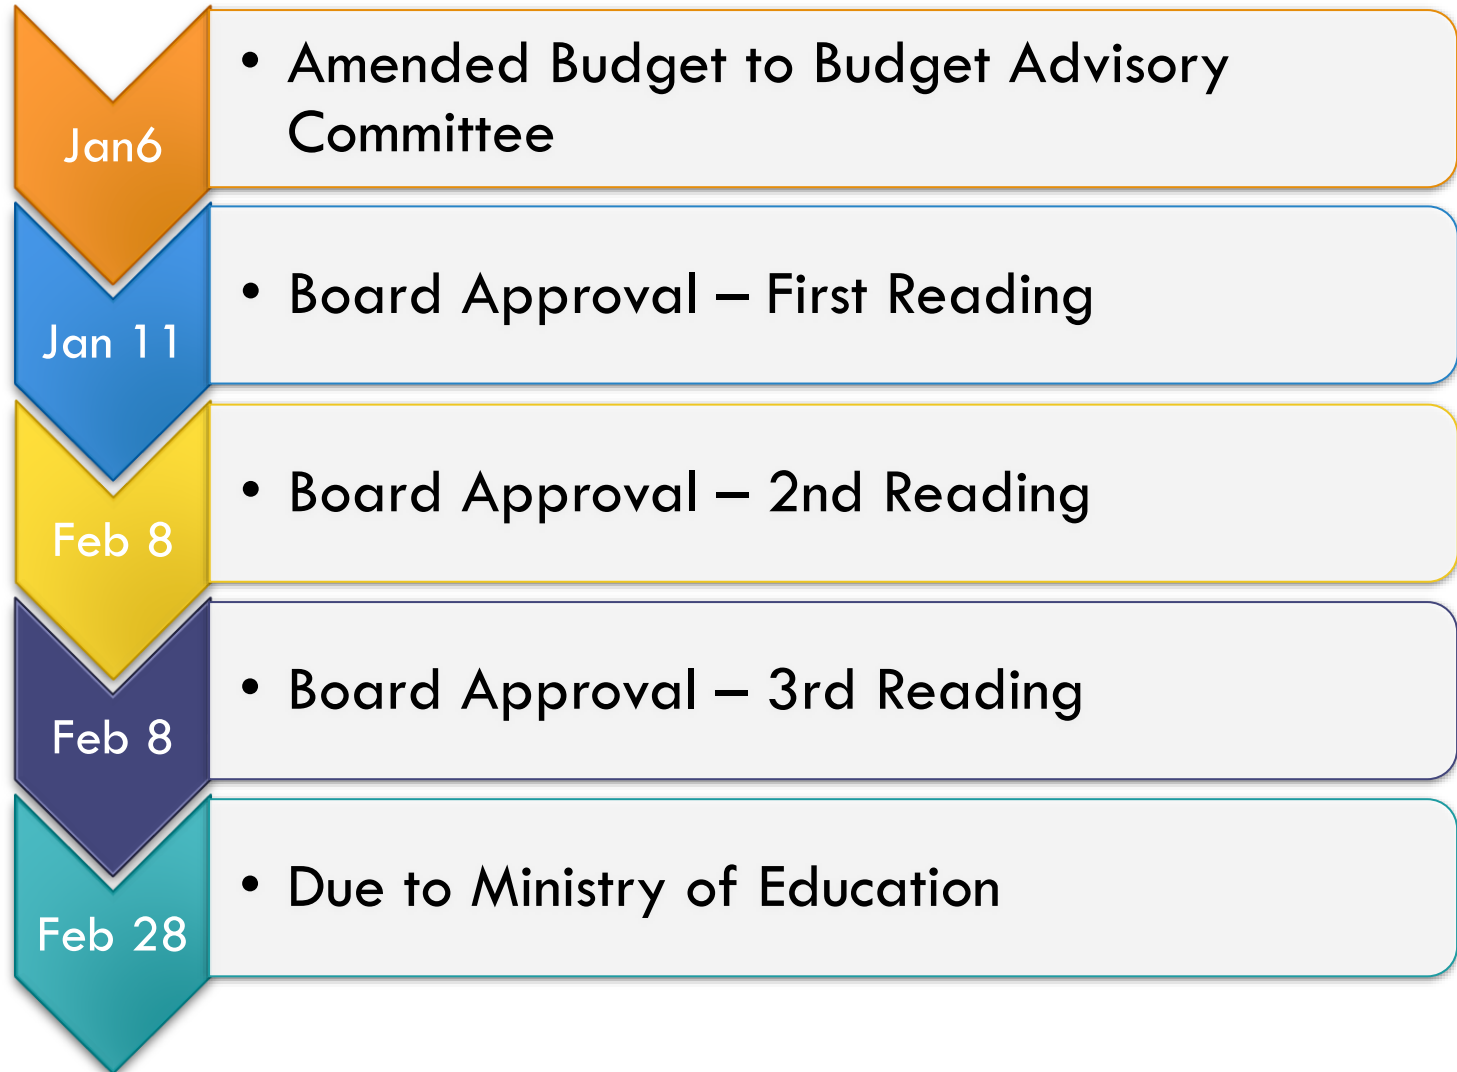 Jan6
• Amended Budget to Budget Advisory
Committee
Jan 11
• Board Approval – First Reading
Feb 8
• Board Approval – 2nd Reading
Feb 8
• Board Approval – 3rd Reading
Feb 28
• Due to Ministry of Education